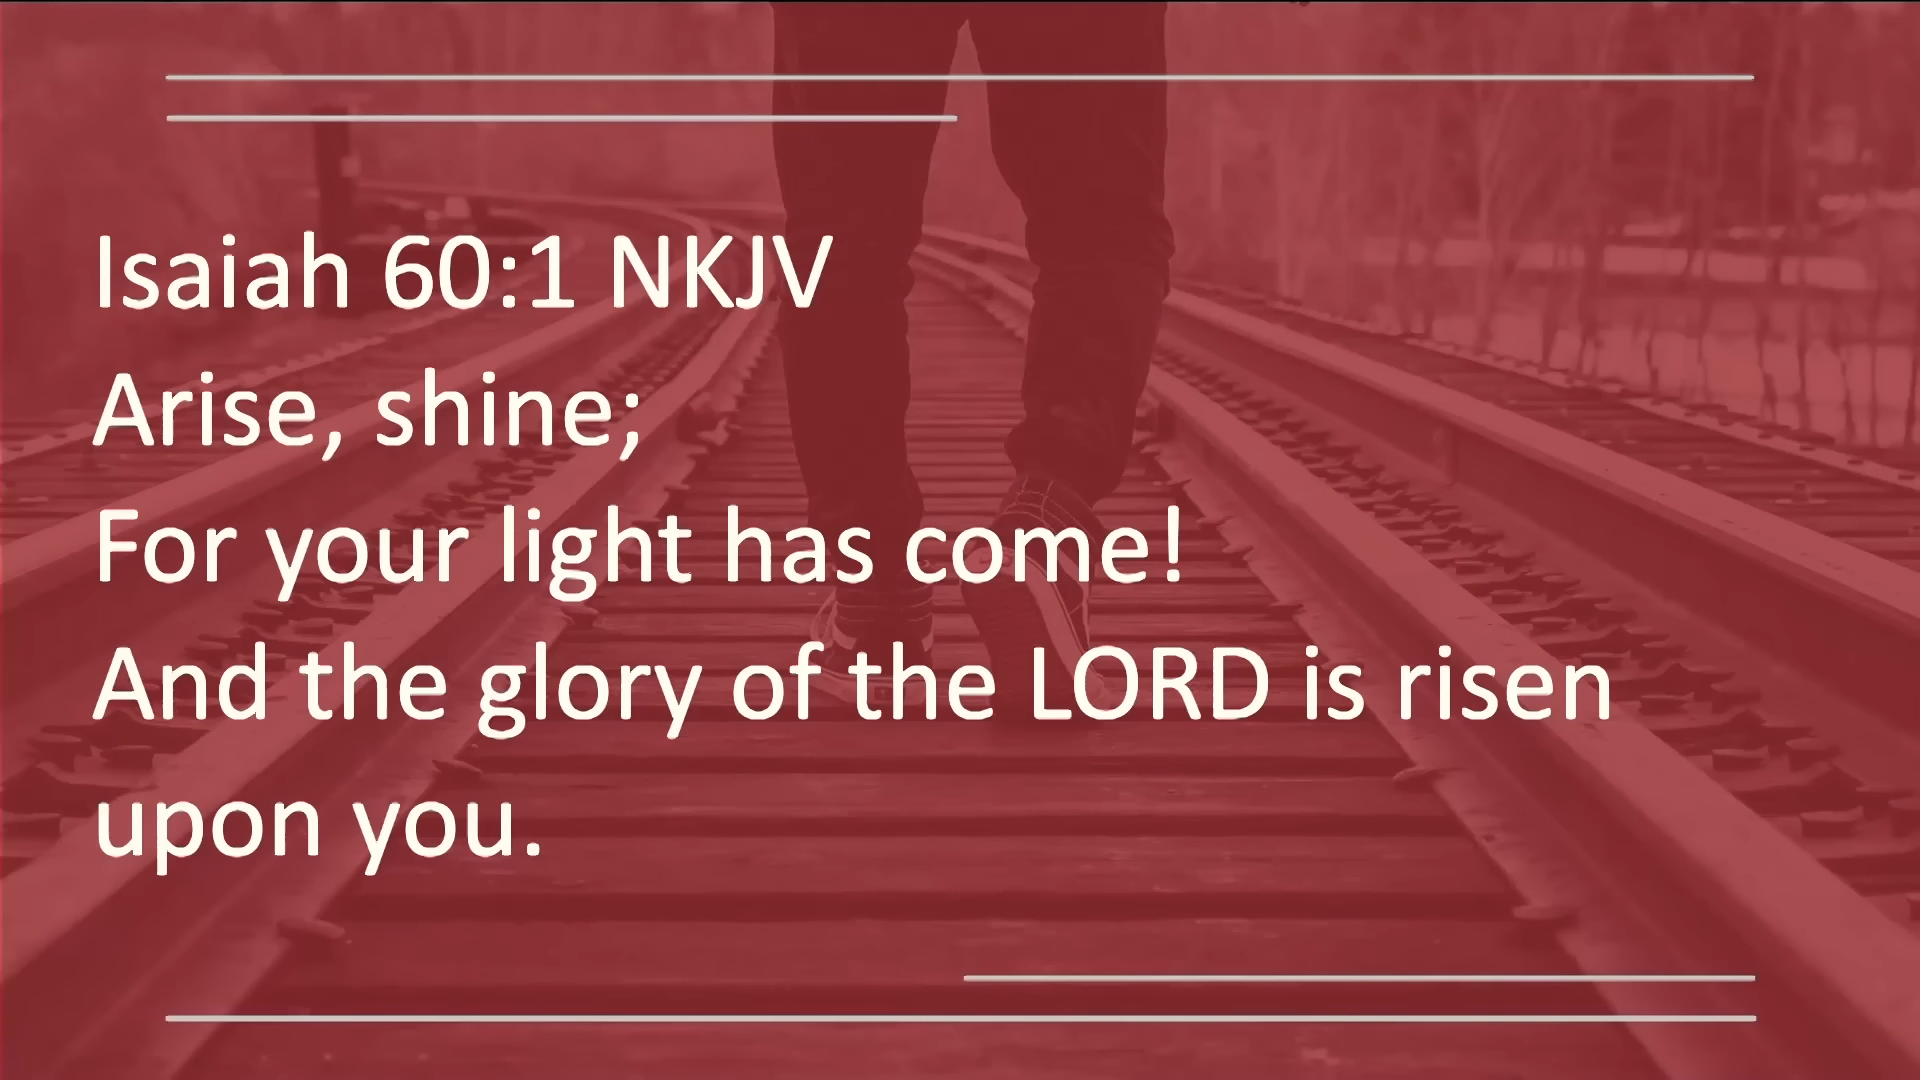 Isaiah 60:1 NKJV
Arise, shine;
For your light has come!
And the glory of the LORD is risen
upon you.